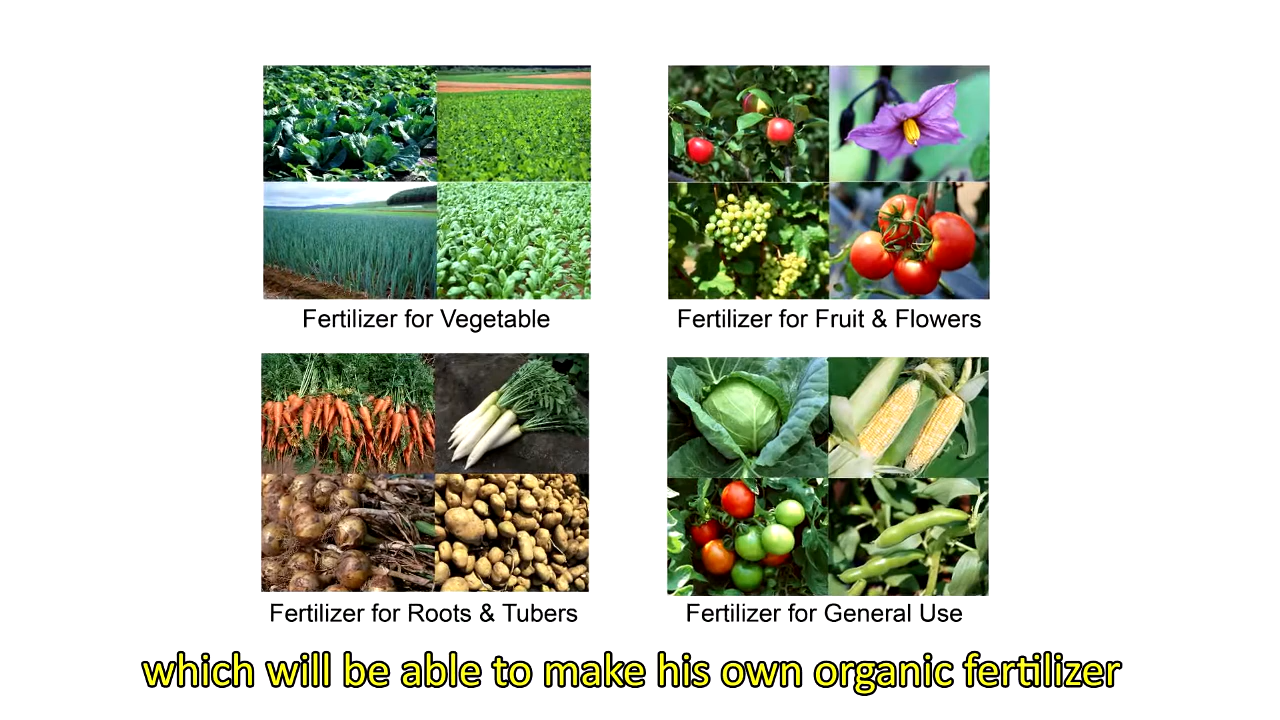 Fertilizer for Vegetable
Fertilizer for Fruit & Flowers
Fertilizer for Roots & Tubers
Fertilizer for General Use
which will be able to make his own organic fertilizer